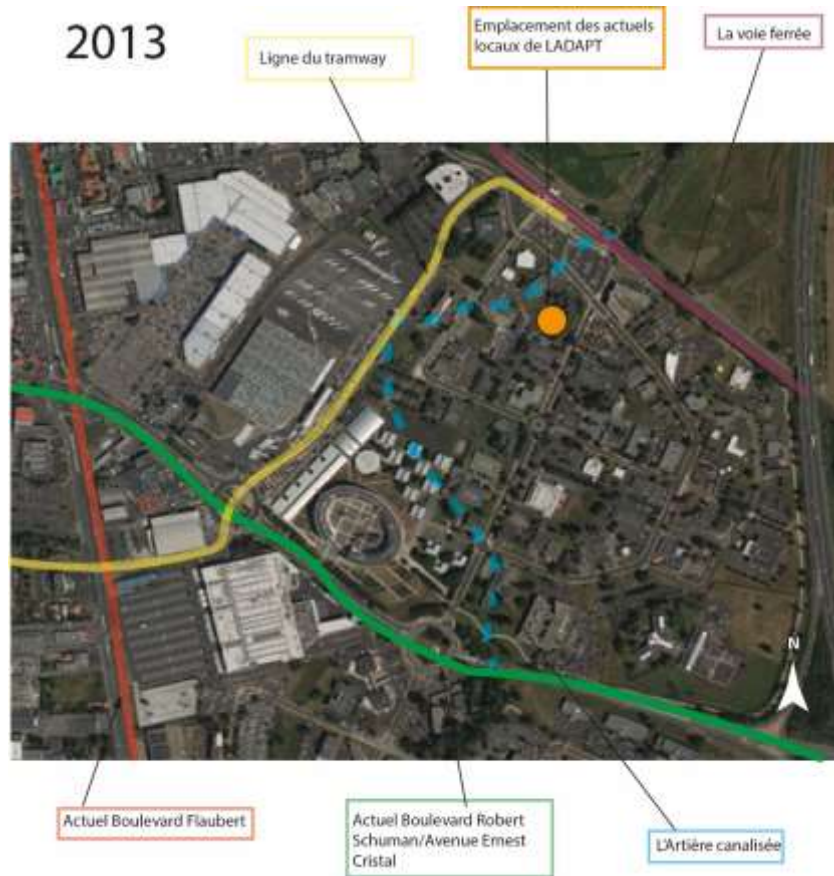 2013
Ligne du tramway
Emplacement des actuels
locaux de LADAPT
La voie ferrée
N
Actuel Boulevard Flaubert
Actuel Boulevard Robert
Schuman/Avenue Ernest
Cristal
L'Artière canalisée